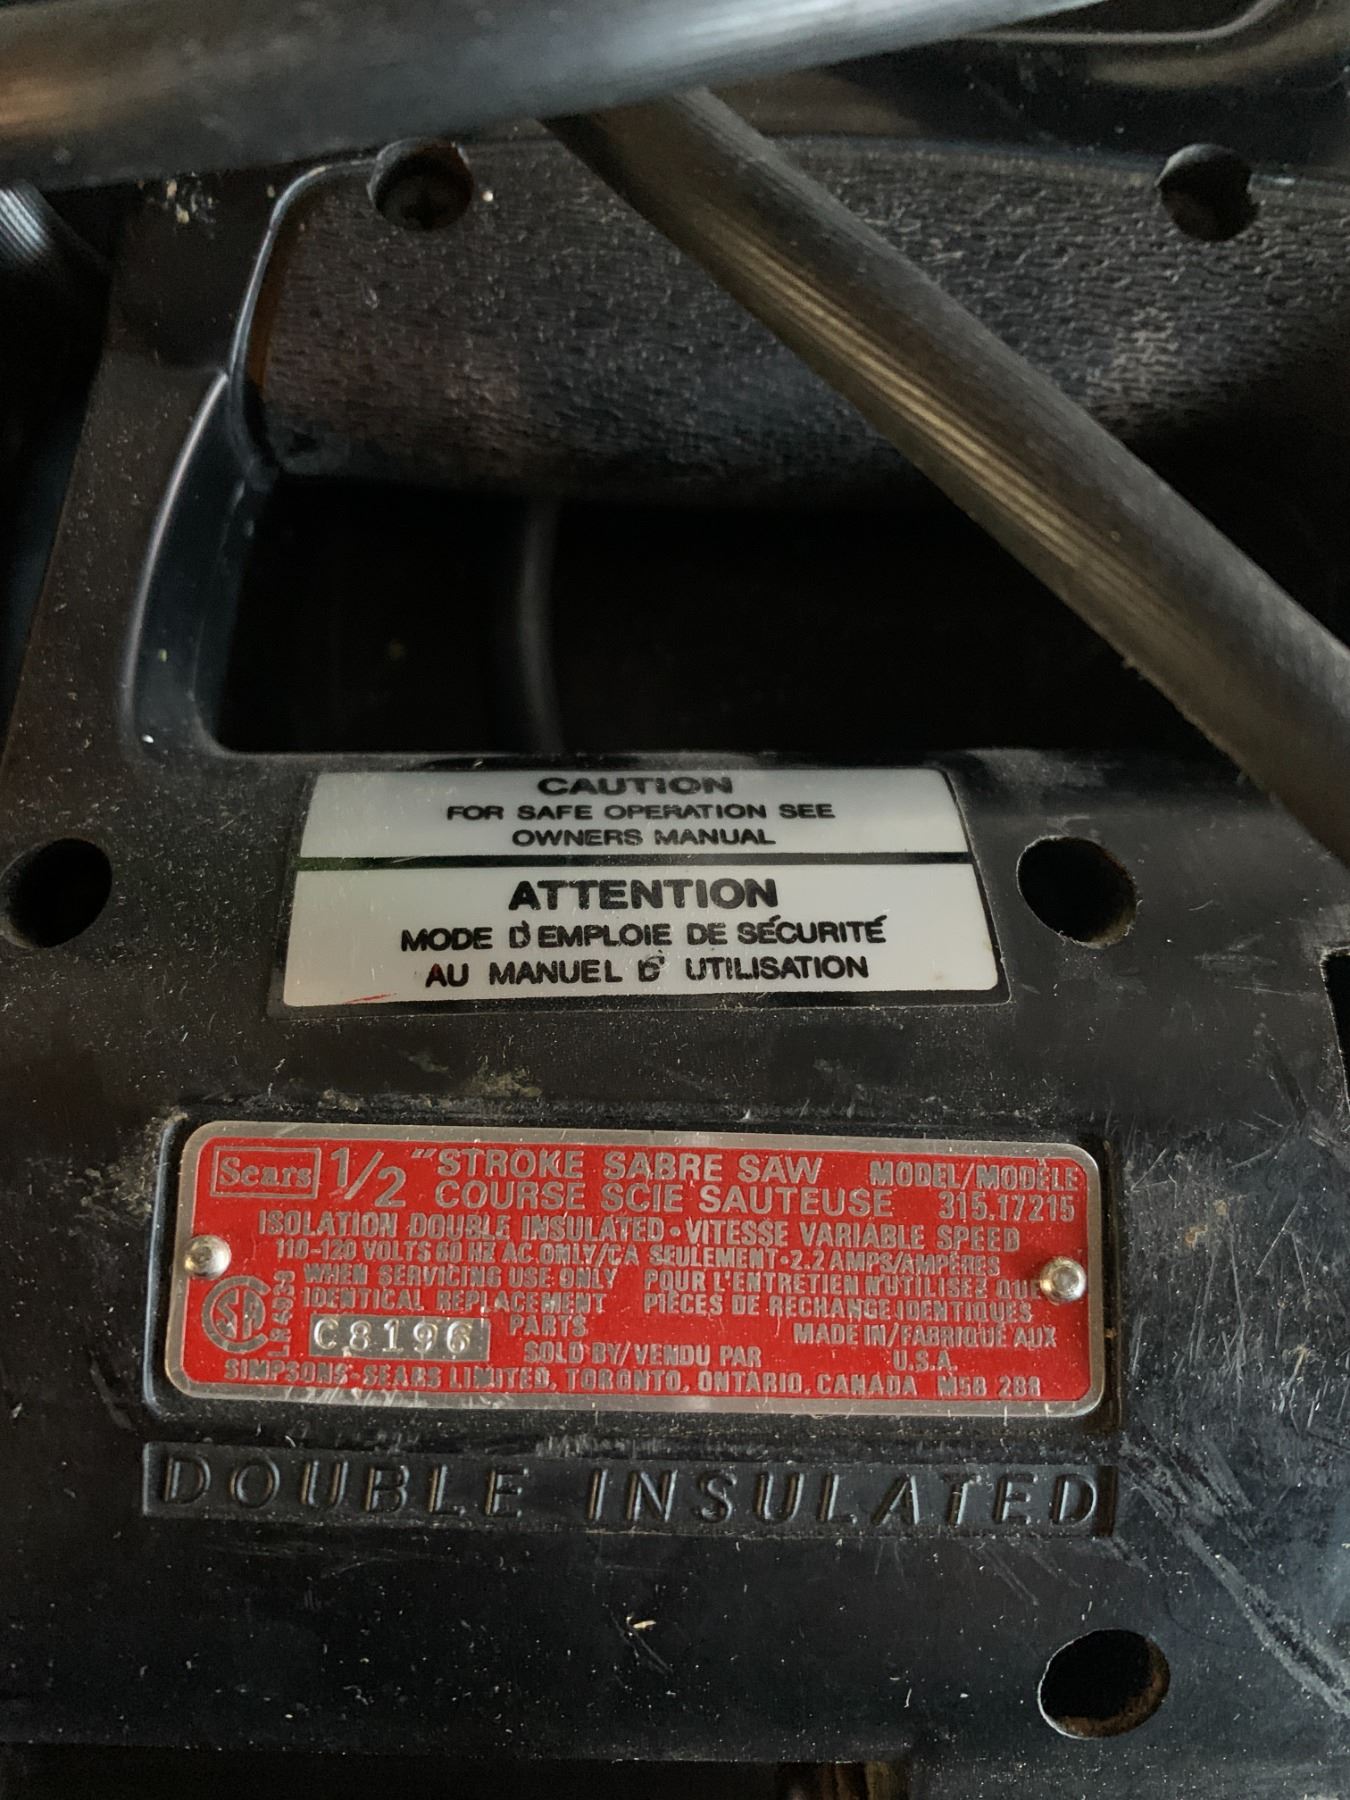 CAUTION
FOR SAFE OPERATION SEE
OWNERS MANUAL
ATTENTION
MODE D'EMPLOIE DE SÉCURITÉ
AU MANUEL D' UTILISATION
Sears 1/2 "STROKE SABRE SAW MODEL/MODÈLE
COURSE SCIE SAUTEUSE 315.17215
ISOLATION DOUBLE INSULATED • VITESSE VARIABLE SPEED
110-120 VOLTS 60 HZ AC ONLY/CA SEULEMENT • 2.2 AMPS/AMPÈRES
WHEN SERVICING USE ONLY POUR L'ENTRETIEN N'UTILISEZ QUE
IDENTICAL REPLACEMENT PIÈCES DE RECHANGE IDENTIQUES
PARTS MADE IN/FABRIQUÉ AUX
C8196
SOLD BY/VENDU PAR U.S.A.
SIMPSONS-SEARS LIMITED, TORONTO, ONTARIO, CANADA M5B 2B8
DOUBLE INSULATED